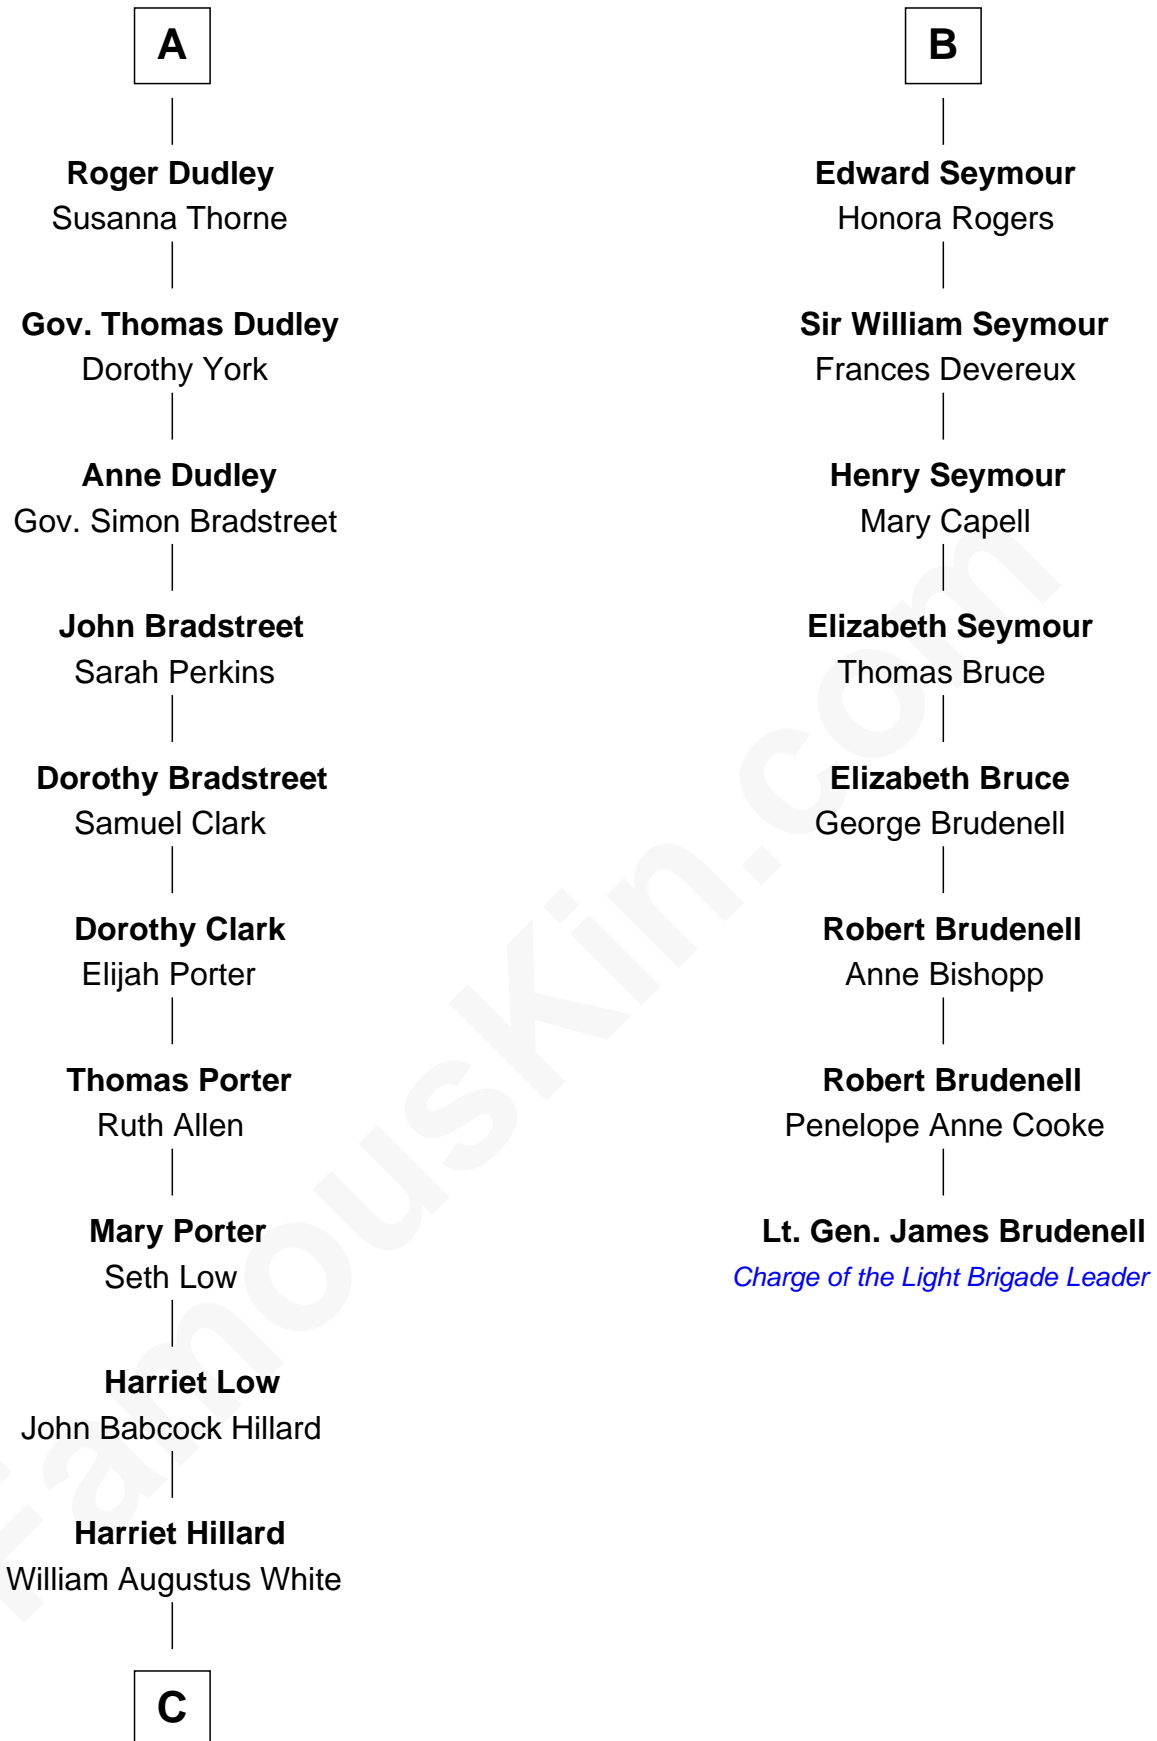 A
Roger Dudley
Susanna Thorne
Gov. Thomas Dudley
Dorothy York
Anne Dudley
Gov. Simon Bradstreet
John Bradstreet
Sarah Perkins
Dorothy Bradstreet
Samuel Clark
Dorothy Clark
Elijah Porter
Thomas Porter
Ruth Allen
Mary Porter
Seth Low
Harriet Low
John Babcock Hillard
Harriet Hillard
William Augustus White
C
B
Edward Seymour
Honora Rogers
Sir William Seymour
Frances Devereux
Henry Seymour
Mary Capell
Elizabeth Seymour
Thomas Bruce
Elizabeth Bruce
George Brudenell
Robert Brudenell
Anne Bishopp
Robert Brudenell
Penelope Anne Cooke
Lt. Gen. James Brudenell
Charge of the Light Brigade Leader
FamousKin.com